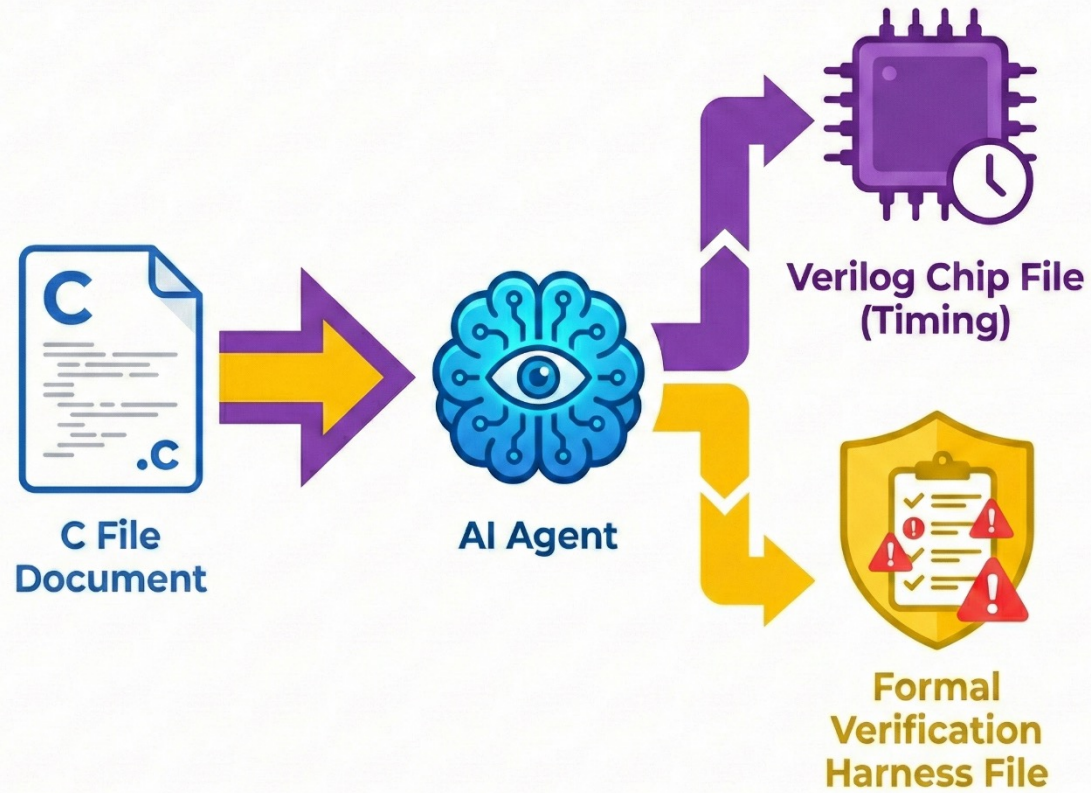 C
.C
C File
Document
AI Agent
Verilog Chip File
(Timing)
Formal
Verification
Harness File